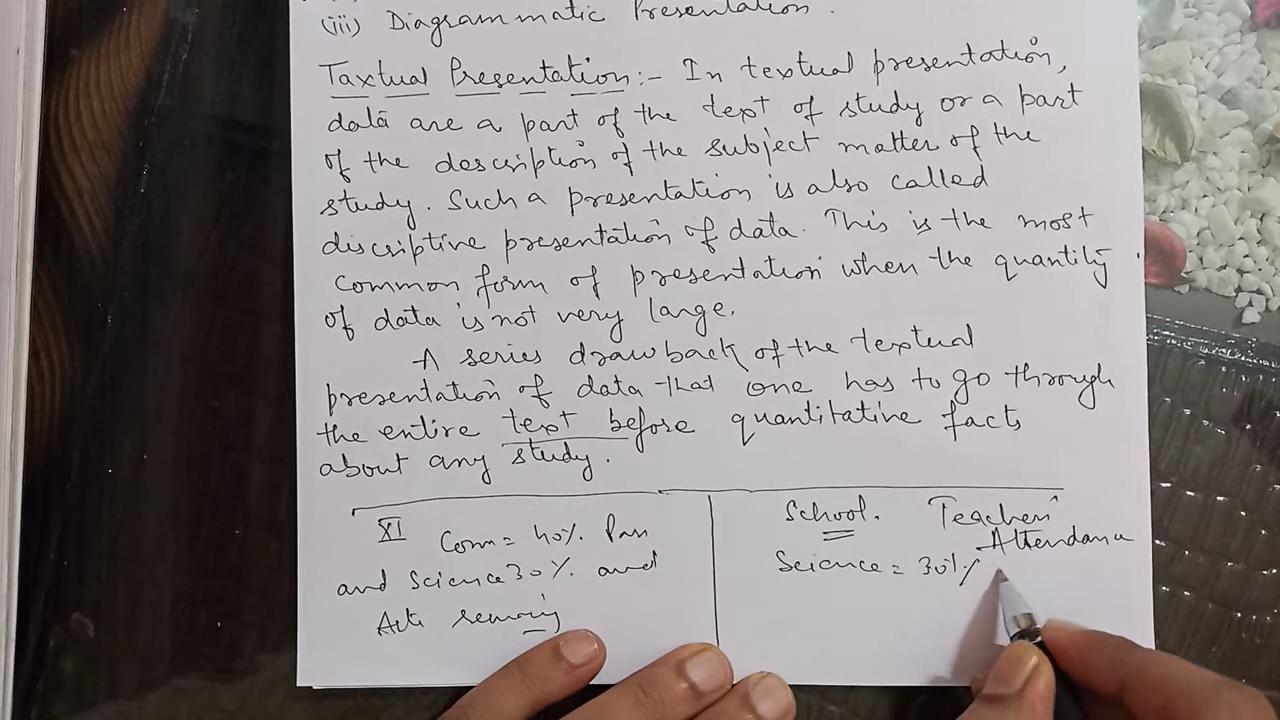 (iii) Diagrammatic Presentation.
Taxtual Presentation:- In textual presentation,
data are a part of the text of study or a part
of the description of the subject matter of the
study. Such a presentation is also called
discriptive presentation of data. This is the most
common form of presentation when the quantity
of data is not very large.
A series drawback of the textual
presentation of data that one has to go through
the entire text before quantitative facts
about any study.
XI Com = 40%. Pass
and Science 30%. and
Arts remaing
School. Teachers
Attendance
Science = 30%